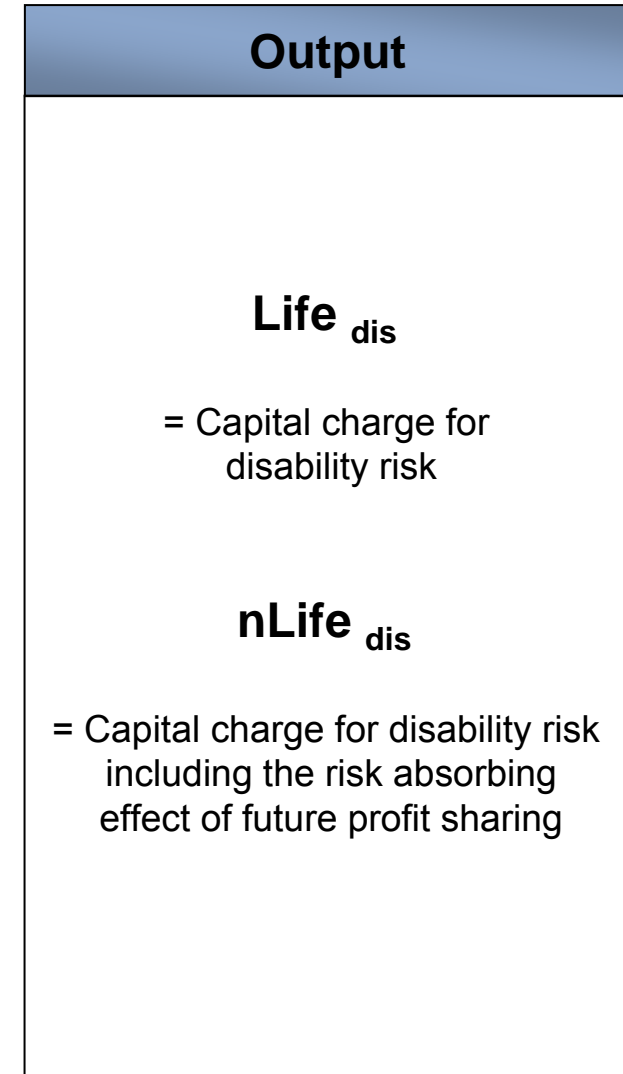 Output
Life dis
= Capital charge for
disability risk
nLife dis
= Capital charge for disability risk
including the risk absorbing
effect of future profit sharing